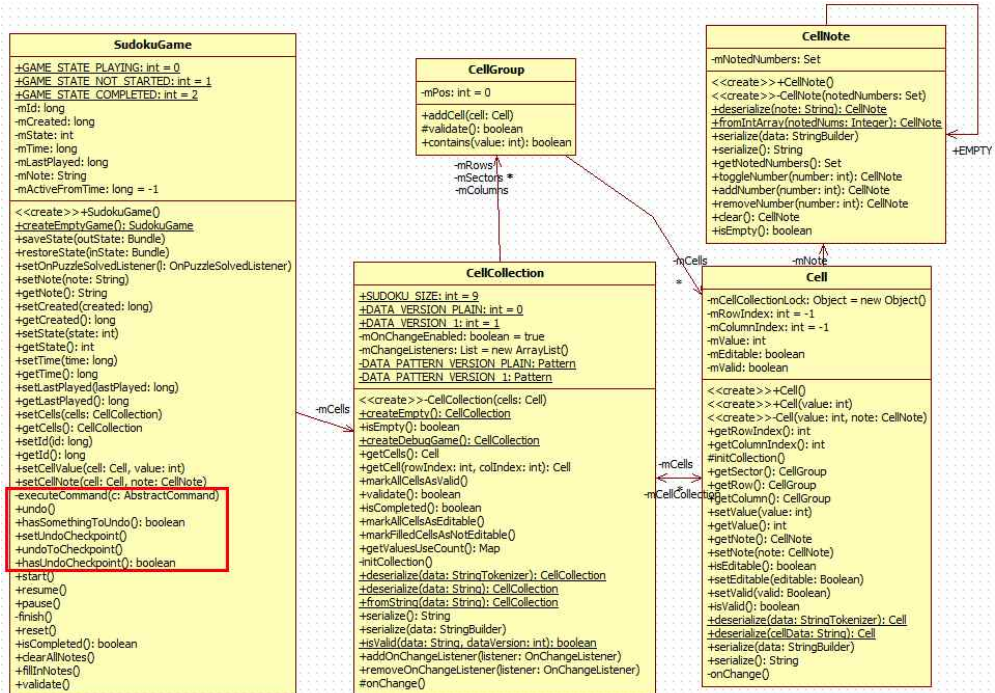 SudokuGame
+GAME_STATE_PLAYING: int = 0
+GAME_STATE_NOT_STARTED: int = 1
+GAME_STATE_COMPLETED: int = 2
-mId: long
-mCreated: long
-mState: int
-mTime: long
-mLastPlayed: long
-mNote: String
-mActiveFromTime: long = -1
<<create>>+SudokuGame()
+createEmptyGame(): SudokuGame
+saveState(outState: Bundle)
+restoreState(inState: Bundle)
+setOnPuzzleSolvedListener(l: OnPuzzleSolvedListener)
+setNote(note: String)
+getNote(): String
+setCreated(created: long)
+getCreated(): long
+setState(state: int)
+getState(): int
+setTime(time: long)
+getTime(): long
+setLastPlayed(lastPlayed: long)
+getLastPlayed(): long
+setCells(cells: CellCollection)
+getCells(): CellCollection
+setId(id: long)
+getId(): long
+setCellValue(cell: Cell, value: int)
+setCellNote(cell: Cell, note: CellNote)
-executeCommand(c: AbstractCommand)
+undo()
+hasSomethingToUndo(): boolean
+setUndoCheckpoint()
+undoToCheckpoint()
+hasUndoCheckpoint(): boolean
+start()
+resume()
+pause()
-finish()
+reset()
+isCompleted(): boolean
+clearAllNotes()
+fillInNotes()
+validate()
-mCells
CellGroup
-mPos: int = 0
+addCell(cell: Cell)
#validate(): boolean
+contains(value: int): boolean
-mRows
-mSectors *
-mColumns
-mCells
*
CellCollection
+SUDOKU_SIZE: int = 9
+DATA_VERSION_PLAIN: int = 0
+DATA_VERSION_1: int = 1
-mOnChangeEnabled: boolean = true
-mChangeListeners: List = new ArrayList()
-DATA_PATTERN_VERSION_PLAIN: Pattern
-DATA_PATTERN_VERSION_1: Pattern
<<create>>-CellCollection(cells: Cell)
+createEmpty(): CellCollection
+isEmpty(): boolean
+createDebugGame(): CellCollection
+getCells(): Cell
+getCell(rowIndex: int, colIndex: int): Cell
+markAllCellsAsValid()
+validate(): boolean
+isCompleted(): boolean
+markAllCellsAsEditable()
+markFilledCellsAsNotEditable()
+getValuesUseCount(): Map
-initCollection()
+deserialize(data: StringTokenizer): CellCollection
+deserialize(data: String): CellCollection
+fromString(data: String): CellCollection
+serialize(): String
+serialize(data: StringBuilder)
+isValid(data: String, dataVersion: int): boolean
+addOnChangeListener(listener: OnChangeListener)
+removeOnChangeListener(listener: OnChangeListener)
#onChange()
-mCells
*
-mCellCollection
CellNote
-mNotedNumbers: Set
<<create>>+CellNote()
<<create>>-CellNote(notedNumbers: Set)
+deserialize(note: String): CellNote
+fromIntArray(notedNums: Integer): CellNote
+serialize(data: StringBuilder)
+serialize(): String
+getNotedNumbers(): Set
+toggleNumber(number: int): CellNote
+addNumber(number: int): CellNote
+removeNumber(number: int): CellNote
+clear(): CellNote
+isEmpty(): boolean
+EMPTY
-mNote
Cell
-mCellCollectionLock: Object = new Object()
-mRowIndex: int = -1
-mColumnIndex: int = -1
-mValue: int
-mEditable: boolean
-mValid: boolean
<<create>>+Cell()
<<create>>+Cell(value: int)
<<create>>-Cell(value: int, note: CellNote)
+getRowIndex(): int
+getColumnIndex(): int
#initCollection()
+getSector(): CellGroup
+getRow(): CellGroup
+getColumn(): CellGroup
+setValue(value: int)
+getValue(): int
+getNote(): CellNote
+setNote(note: CellNote)
+isEditable(): boolean
+setEditable(editable: Boolean)
+setValid(valid: Boolean)
+isValid(): boolean
+deserialize(data: StringTokenizer): Cell
+deserialize(cellData: String): Cell
+serialize(data: StringBuilder)
+serialize(): String
-onChange()